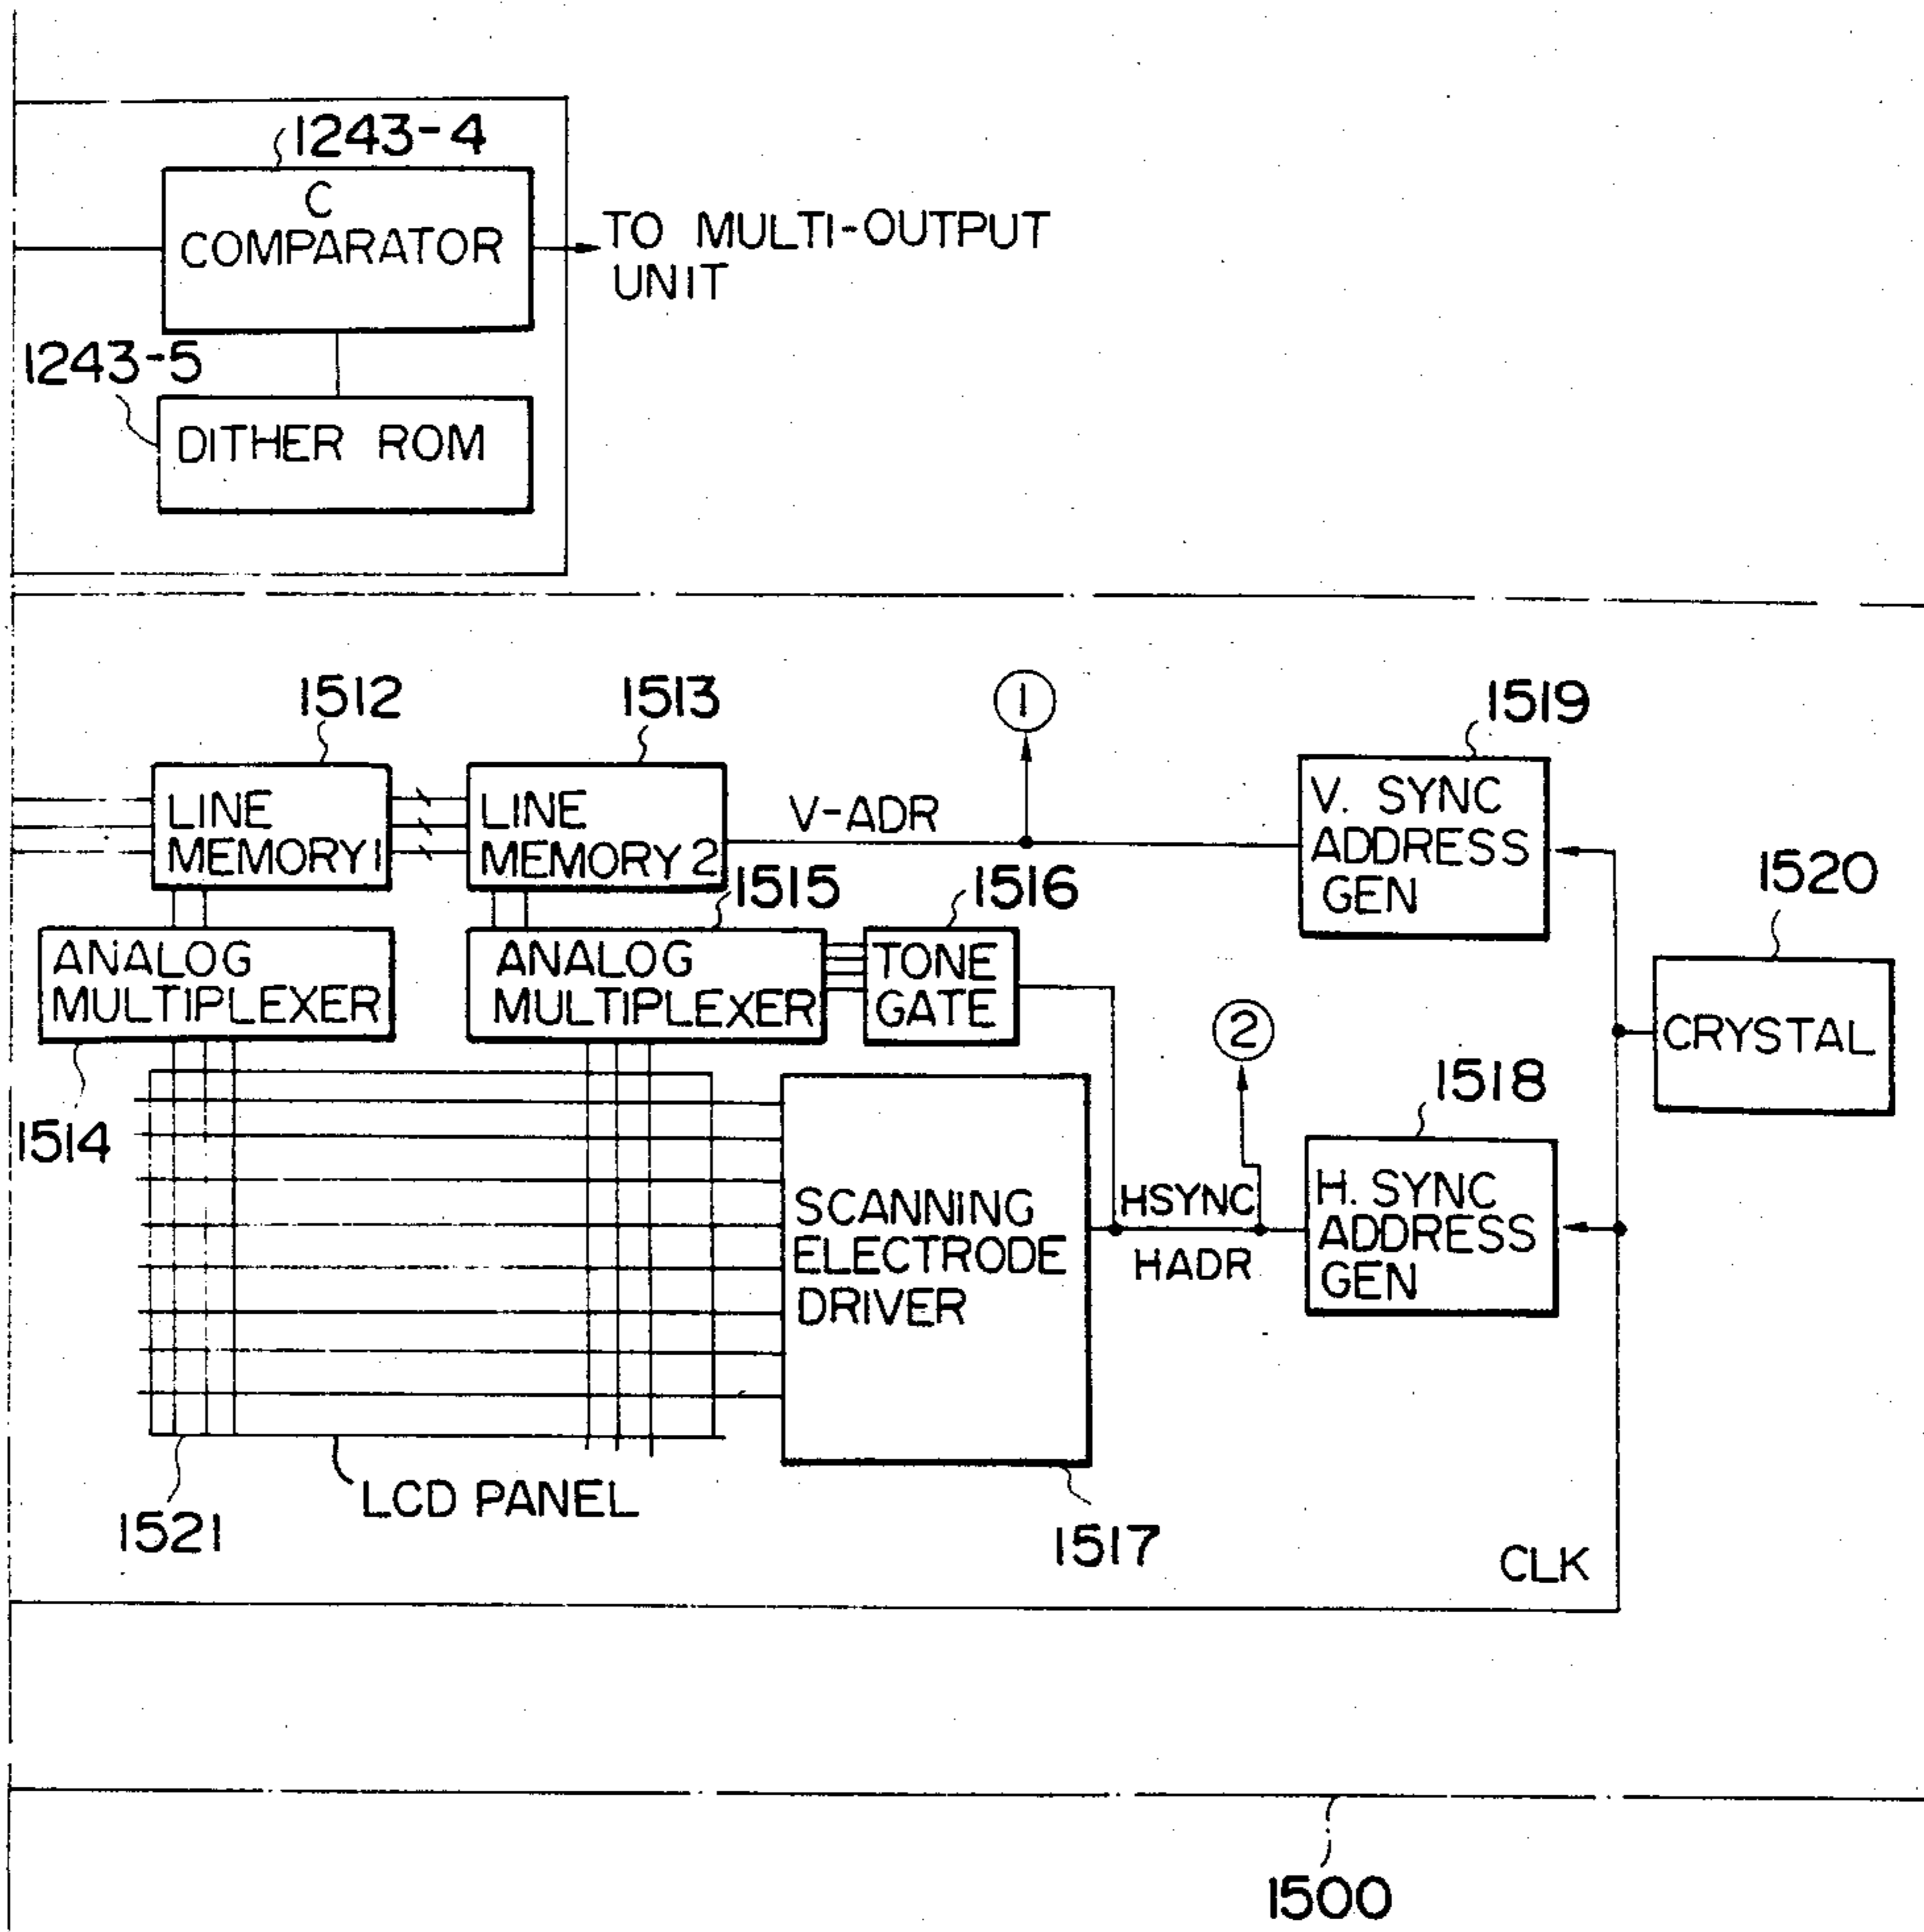 1243-4
C
COMPARATOR
TO MULTI-OUTPUT
UNIT
1243-5
DITHER ROM
1512
1513
1
1519
LINE
MEMORY 1
LINE
MEMORY 2
V-ADR
V. SYNC
ADDRESS
GEN
1515
1516
1520
ANALOG
MULTIPLEXER
ANALOG
MULTIPLEXER
TONE
GATE
2
CRYSTAL
1514
1518
SCANNING
ELECTRODE
DRIVER
HSYNC
HADR
H. SYNC
ADDRESS
GEN
LCD PANEL
1521
1517
CLK
1500